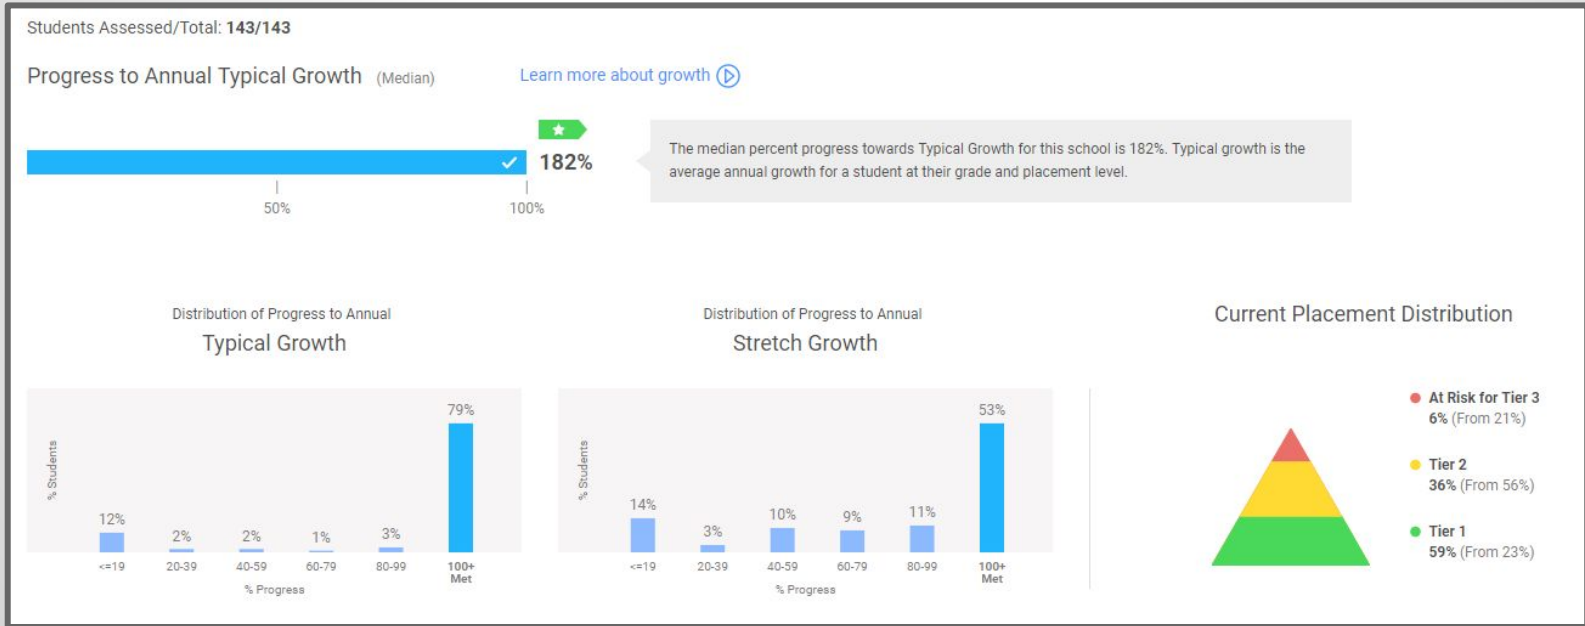 Students Assessed/Total: 143/143
Progress to Annual Typical Growth (Median)
Learn more about growth
182%
50%
100%
The median percent progress towards Typical Growth for this school is 182%. Typical growth is the
average annual growth for a student at their grade and placement level.
Distribution of Progress to Annual
Typical Growth
% Students
12%
2%
2%
1%
3%
79%
<=19
20-39
40-59
60-79
80-99
100+
Met
% Progress
Distribution of Progress to Annual
Stretch Growth
% Students
14%
3%
10%
9%
11%
53%
<=19
20-39
40-59
60-79
80-99
100+
Met
% Progress
Current Placement Distribution
At Risk for Tier 3
6% (From 21%)
Tier 2
36% (From 56%)
Tier 1
59% (From 23%)